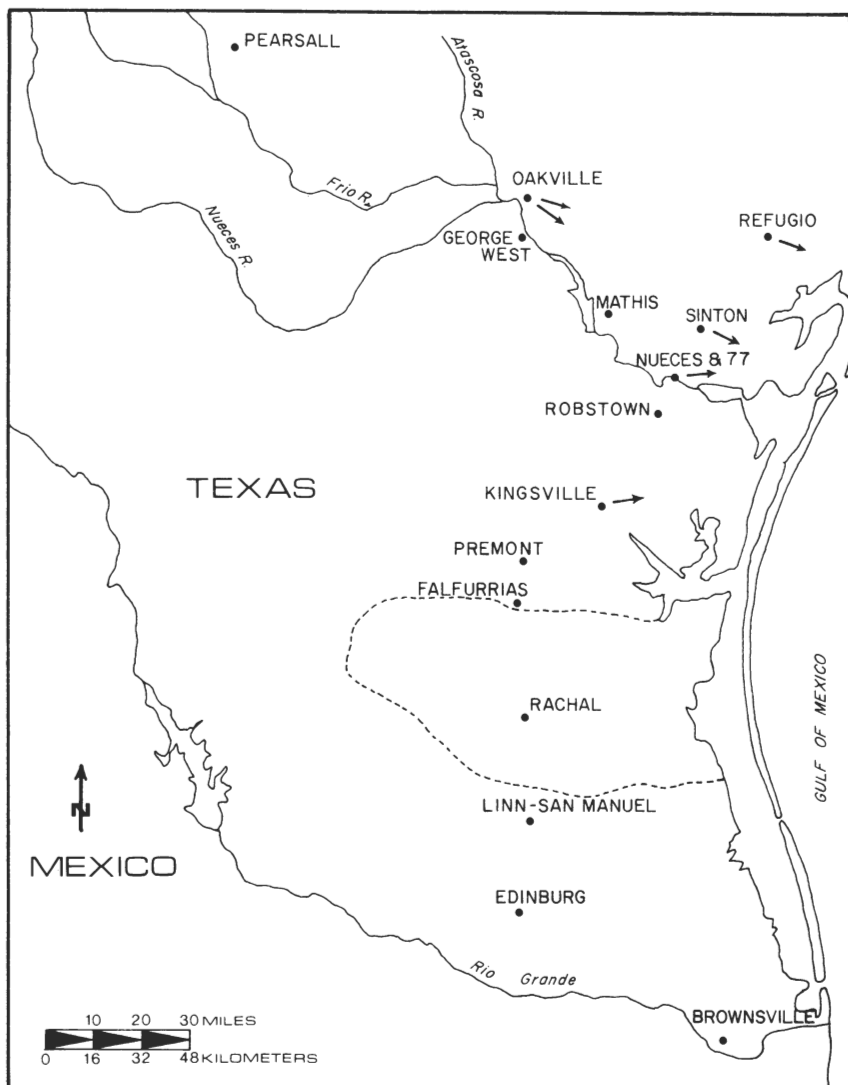 PEARSALL
Atascosa R.
Frio R.
OAKVILLE
Nueces R.
REFUGIO
GEORGE
WEST
MATHIS
SINTON
NUECES & 77
ROBSTOWN
TEXAS
KINGSVILLE
PREMONT
FALFURRIAS
RACHAL
GULF OF MEXICO
N
LINN-SAN MANUEL
MEXICO
EDINBURG
Rio Grande
BROWNSVILLE
10 20 30 MILES
0 16 32 48 KILOMETERS